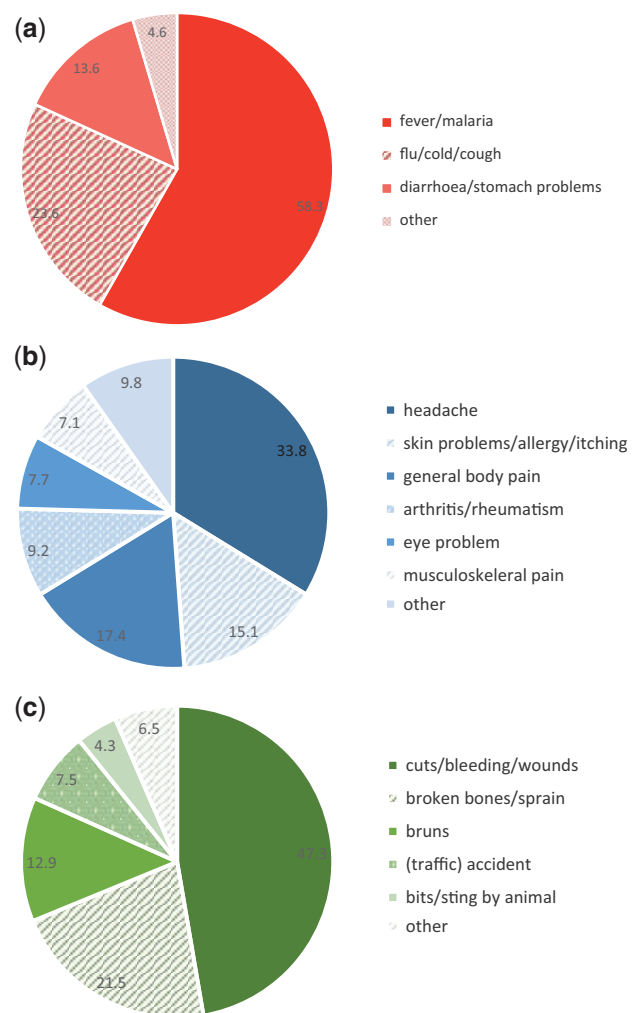 (a)
4.6
13.6
58.3
23.6
fever/malaria
flu/cold/cough
diarrhoea/stomach problems
other
(b)
9.8
7.1
33.8
7.7
9.2
15.1
17.4
headache
skin problems/allergy/itching
general body pain
arthritis/rheumatism
eye problem
musculoskeleral pain
other
(c)
6.5
4.3
7.5
47.3
12.9
21.5
cuts/bleeding/wounds
broken bones/sprain
bruns
(traffic) accident
bits/sting by animal
other